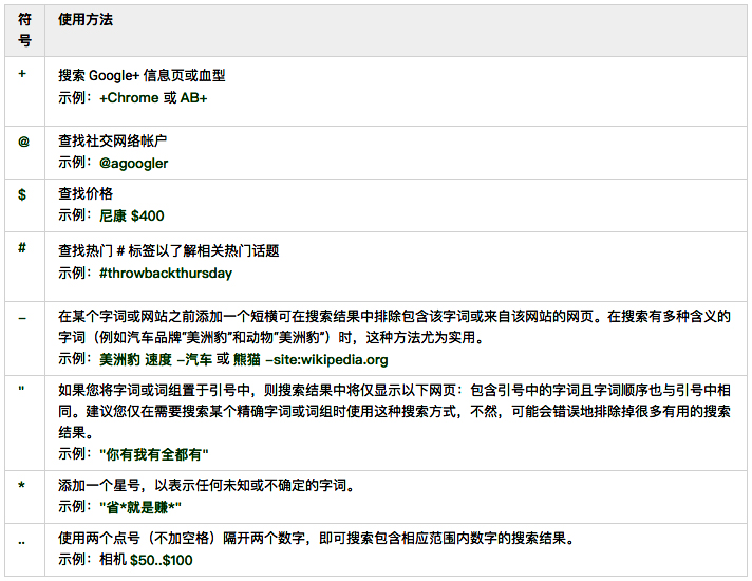 符号 使用方法
+ 搜索 Google+ 信息页或血型
示例：+Chrome 或 AB+
@ 查找社交网络帐户
示例：@agoogler
$ 查找价格
示例：尼康 $400
# 查找热门 # 标签以了解相关热门话题
示例：#throwbackthursday
- 在某个字词或网站之前添加一个短横可在搜索结果中排除包含该字词或来自该网站的网页。在搜索有多种含义的
字词（例如汽车品牌"美洲豹"和动物"美洲豹"）时，这种方法尤为实用。
示例：美洲豹 速度 -汽车 或 熊猫 -site:wikipedia.org
" 如果您将字词或词组置于引号中，则搜索结果中将仅显示以下网页：包含引号中的字词且字词顺序也与引号中相
同。建议您仅在需要搜索某个精确字词或词组时使用这种搜索方式，不然，可能会错误地排除掉很多有用的搜索
结果。
示例："你有我有全都有"
* 添加一个星号，以表示任何未知或不确定的字词。
示例："省*就是赚*"
.. 使用两个点号（不加空格）隔开两个数字，即可搜索包含相应范围内数字的搜索结果。
示例：相机 $50..$100